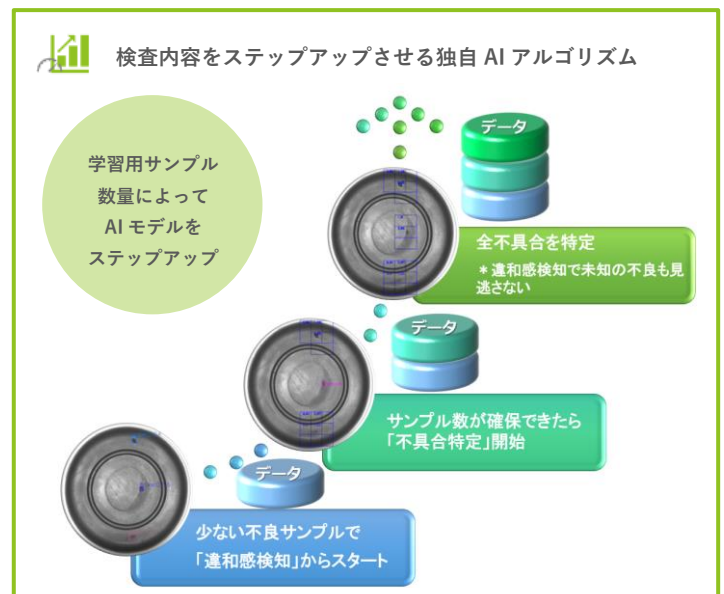 検査内容をステップアップさせる独自 AI アルゴリズム
学習用サンプル
数量によって
AI モデルを
ステップアップ
データ
全不具合を特定
＊違和感検知で未知の不良も見
逃さない
データ
サンプル数が確保できたら
「不具合特定」開始
データ
少ない不良サンプルで
「違和感検知」からスタート